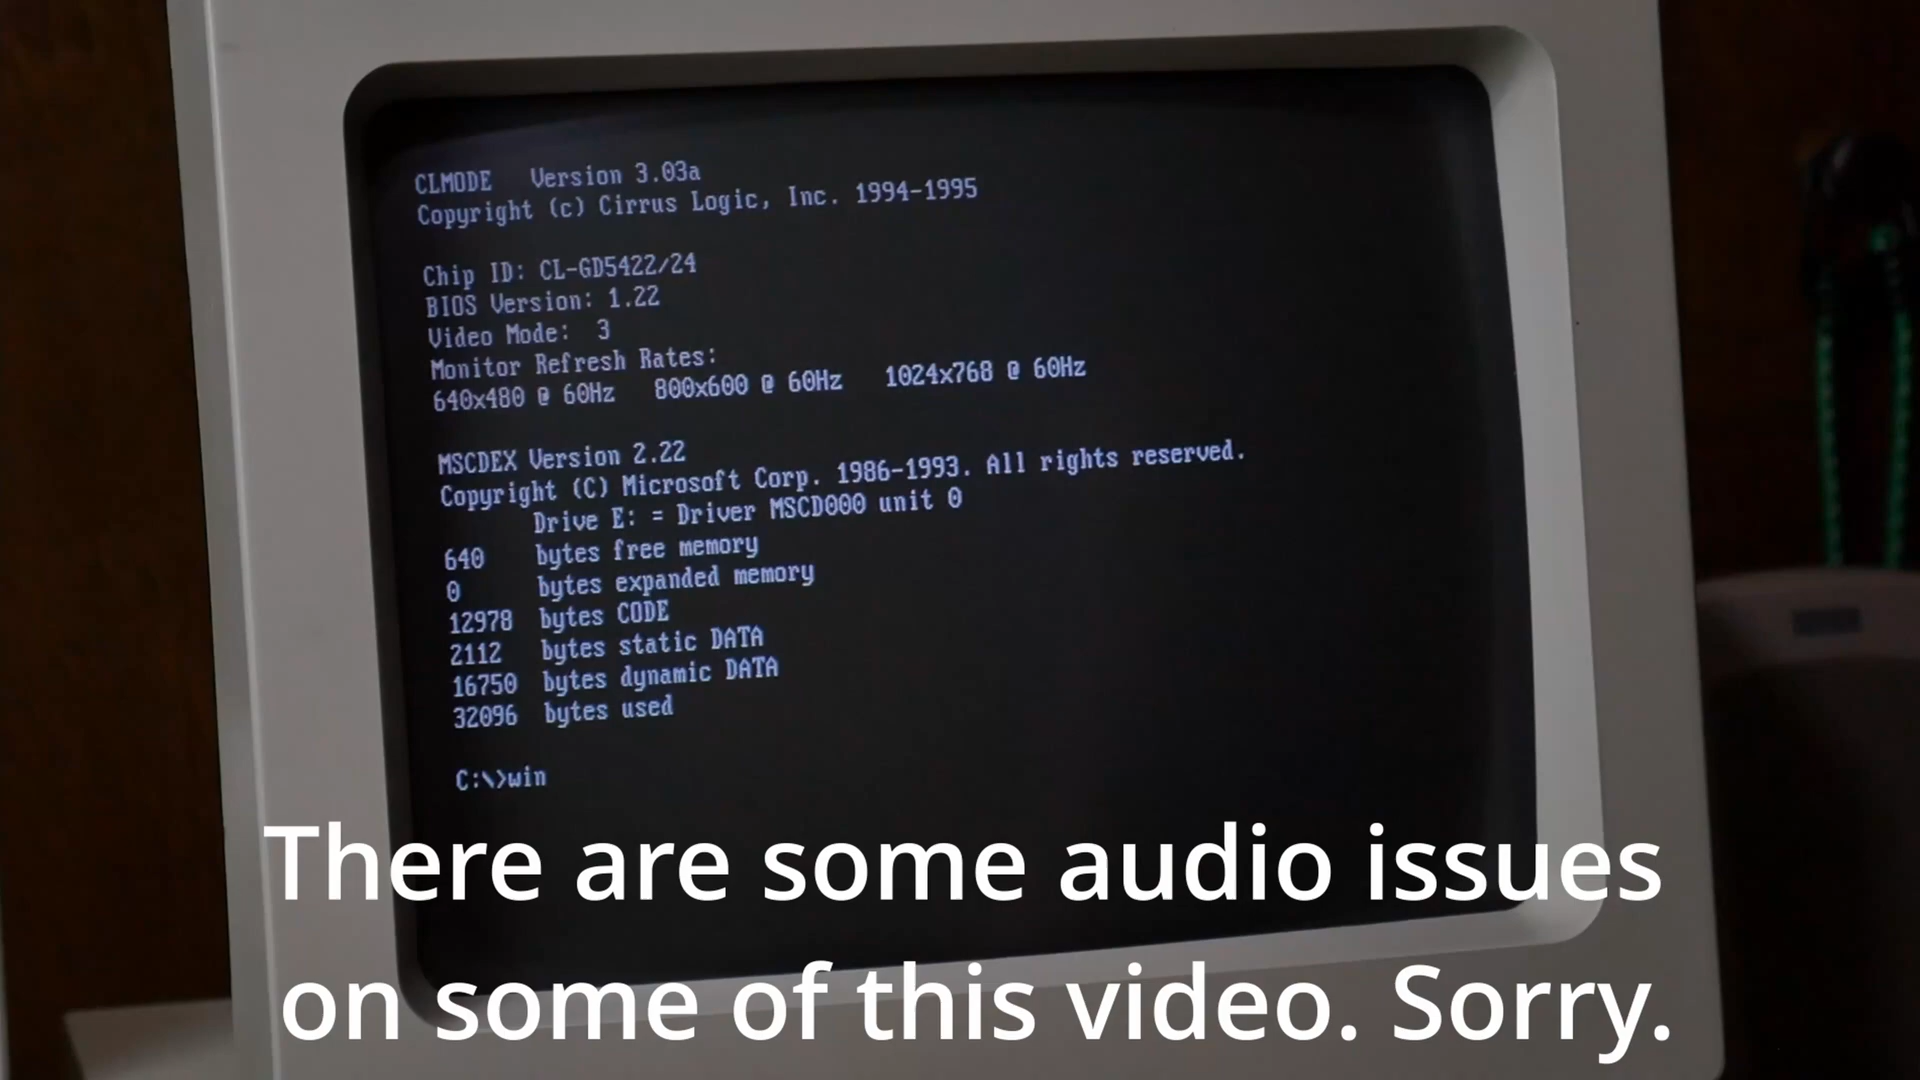 CLMODE   Version 3.03a
Copyright (c) Cirrus Logic, Inc. 1994-1995
Chip ID: CL-GD5422/24
BIOS Version: 1.22
Video Mode:  3
Monitor Refresh Rates:
640x480 @ 60Hz   800x600 @ 60Hz   1024x768 @ 60Hz
MSCDEX Version 2.22
Copyright (C) Microsoft Corp. 1986-1993. All rights reserved.
Drive E: = Driver MSCD000 unit 0
640    bytes free memory
0      bytes expanded memory
12978  bytes CODE
2112   bytes static DATA
16750  bytes dynamic DATA
32096  bytes used
C:\>win
There are some audio issues
on some of this video. Sorry.